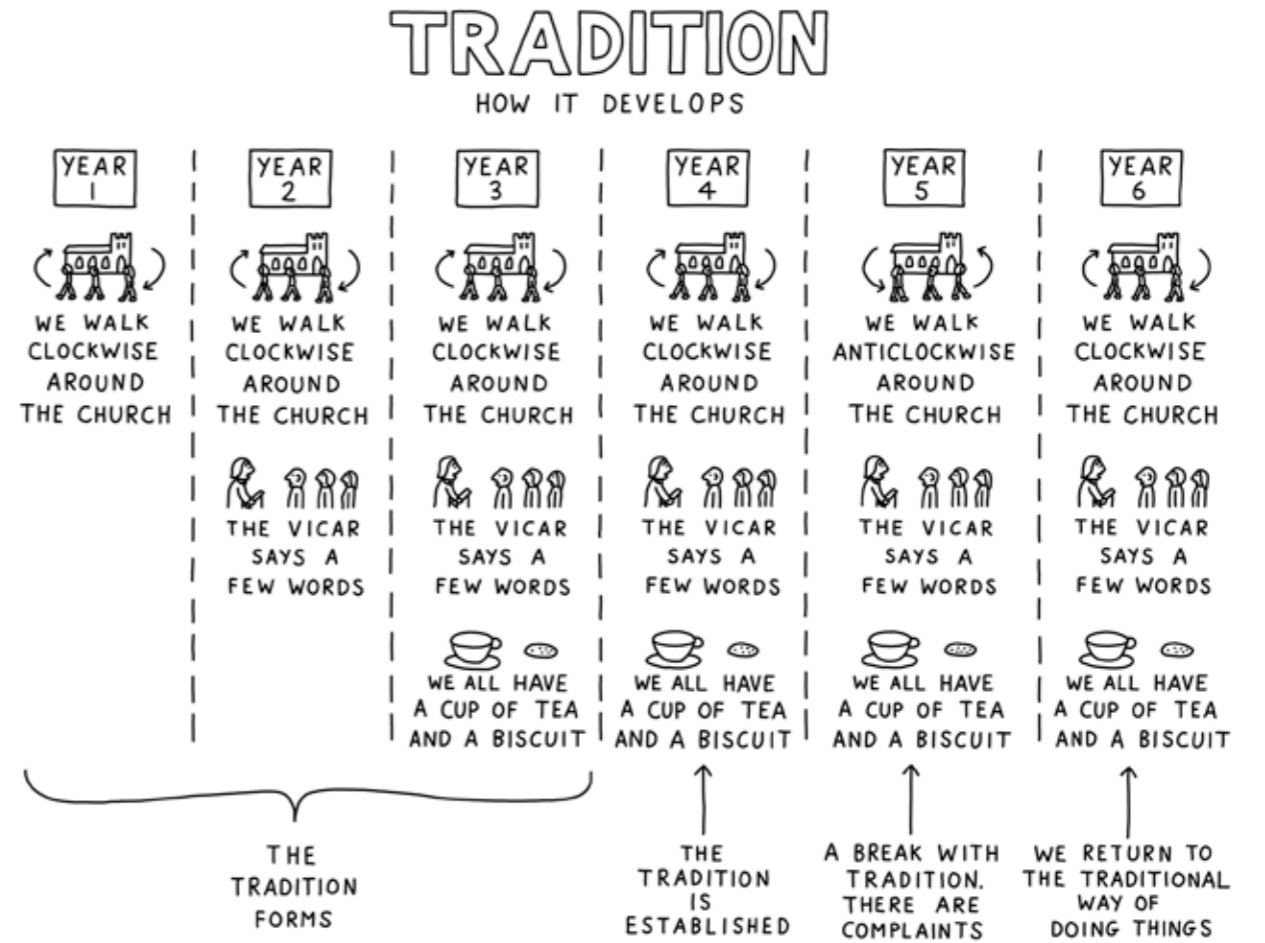 TRADITION
HOW IT DEVELOPS
YEAR
1
WE WALK
CLOCKWISE
AROUND
THE CHURCH
YEAR
2
WE WALK
CLOCKWISE
AROUND
THE CHURCH
THE VICAR
SAYS A
FEW WORDS
YEAR
3
WE WALK
CLOCKWISE
AROUND
THE CHURCH
THE VICAR
SAYS A
FEW WORDS
WE ALL HAVE
A CUP OF TEA
AND A BISCUIT
THE
TRADITION
FORMS
YEAR
4
WE WALK
CLOCKWISE
AROUND
THE CHURCH
THE VICAR
SAYS A
FEW WORDS
WE ALL HAVE
A CUP OF TEA
AND A BISCUIT
THE
TRADITION
IS
ESTABLISHED
YEAR
5
WE WALK
ANTICLOCKWISE
AROUND
THE CHURCH
THE VICAR
SAYS A
FEW WORDS
WE ALL HAVE
A CUP OF TEA
AND A BISCUIT
A BREAK WITH
TRADITION.
THERE ARE
COMPLAINTS
YEAR
6
WE WALK
CLOCKWISE
AROUND
THE CHURCH
THE VICAR
SAYS A
FEW WORDS
WE ALL HAVE
A CUP OF TEA
AND A BISCUIT
WE RETURN TO
THE TRADITIONAL
WAY OF
DOING THINGS